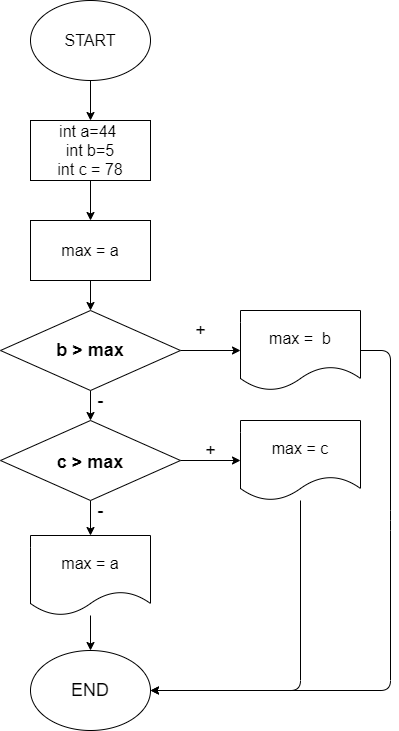 START
int a=44
int b=5
int c = 78
max = a
b > max
+
max = b
-
c > max
+
max = c
-
max = a
END